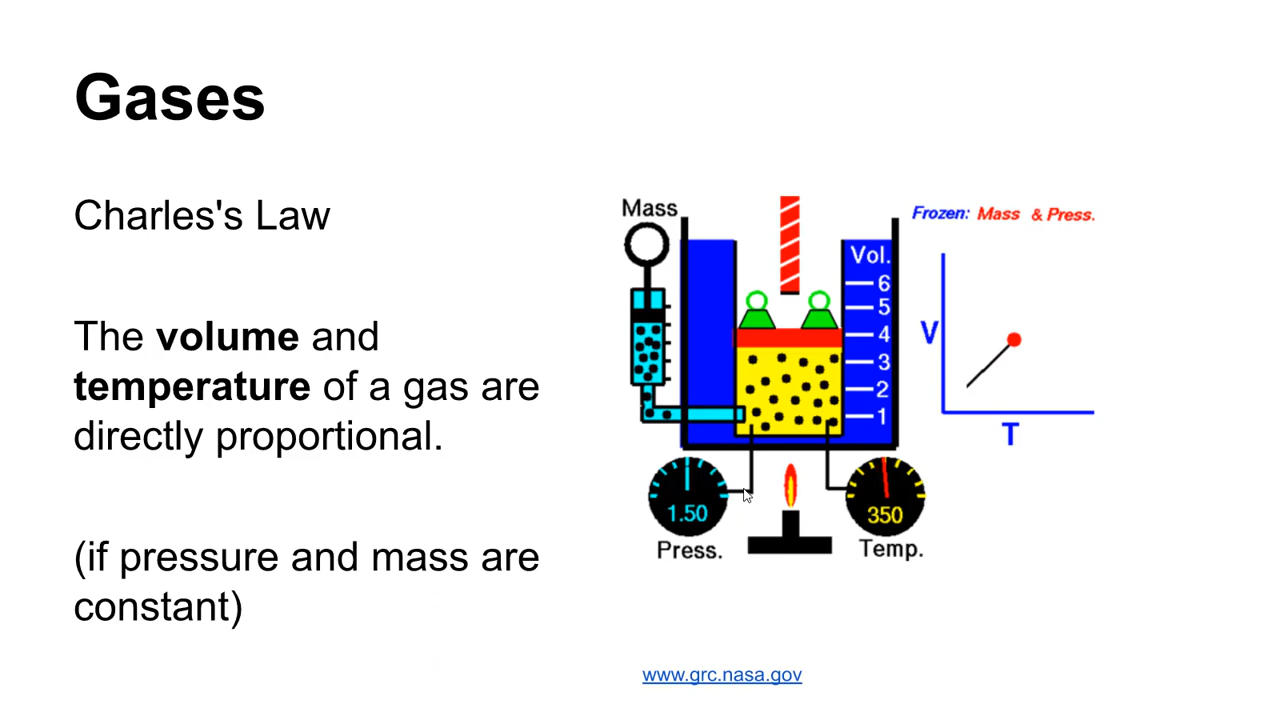 Gases
Charles's Law
The volume and
temperature of a gas are
directly proportional.
(if pressure and mass are
constant)
Mass
Vol.
6
5
4
3
2
1
1.50
Press.
350
Temp.
Frozen: Mass & Press.
V
T
www.grc.nasa.gov